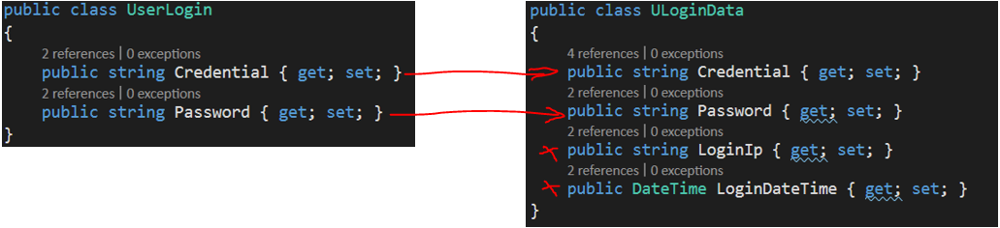 public class UserLogin
{
2 references | 0 exceptions
public string Credential { get; set; }
2 references | 0 exceptions
public string Password { get; set; }
}
public class ULoginData
{
4 references | 0 exceptions
public string Credential { get; set; }
2 references | 0 exceptions
public string Password { get; set; }
2 references | 0 exceptions
public string LoginIp { get; set; }
2 references | 0 exceptions
public DateTime LoginDateTime { get; set; }
}